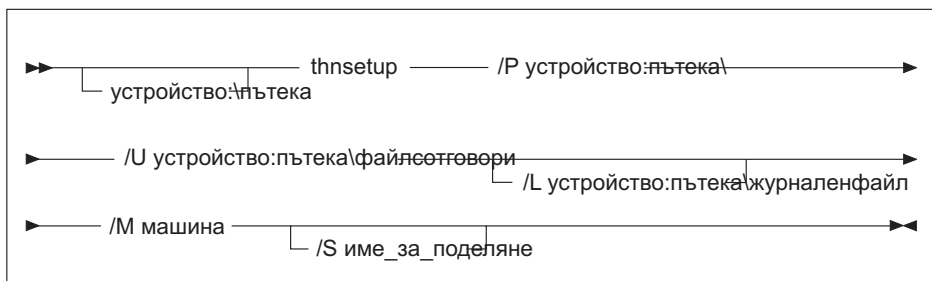 thnsetup /P устройство:пътека\
устройство:\пътека
/U устройство:пътека\файлсотговори
/L устройство:пътека\журналенфайл
/M машина
/S име_за_поделяне